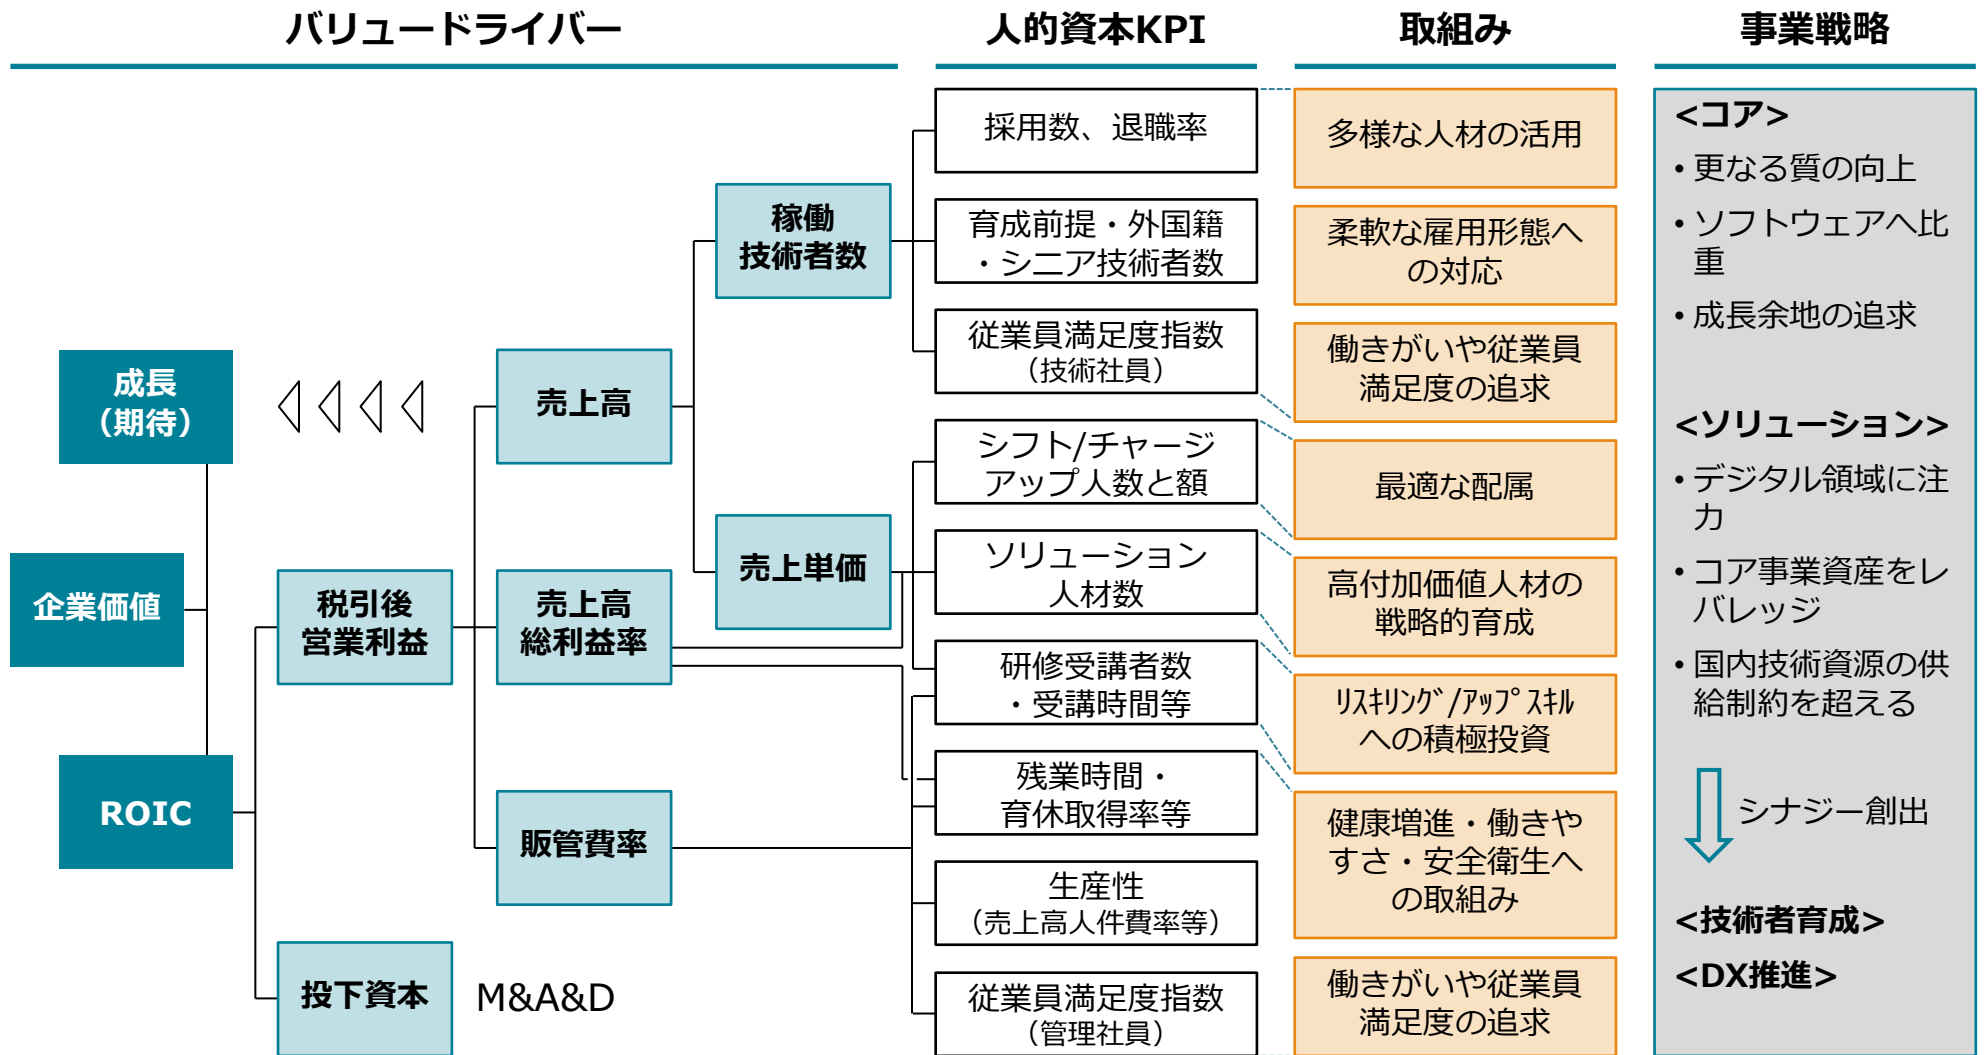 バリュードライバー
人的資本KPI
取組み
事業戦略
企業価値
成長
（期待）
ROIC
税引後
営業利益
投下資本
M&A&D
売上高
売上高
総利益率
販管費率
稼働
技術者数
売上単価
採用数、退職率
育成前提・外国籍
・シニア技術者数
従業員満足度指数
（技術社員）
シフト/チャージ
アップ人数と額
ソリューション
人材数
研修受講者数
・受講時間等
残業時間・
育休取得率等
生産性
（売上高人件費率等）
従業員満足度指数
（管理社員）
多様な人材の活用
柔軟な雇用形態へ
の対応
働きがいや従業員
満足度の追求
最適な配属
高付加価値人材の
戦略的育成
ﾘｽｷﾘﾝｸﾞ/ｱｯﾌﾟｽｷﾙ
への積極投資
健康増進・働きや
すさ・安全衛生へ
の取組み
働きがいや従業員
満足度の追求
<コア>
• 更なる質の向上
• ソフトウェアへ比
重
• 成長余地の追求
<ソリューション>
• デジタル領域に注
力
• コア事業資産をレ
バレッジ
• 国内技術資源の供
給制約を超える
シナジー創出
<技術者育成>
<DX推進>